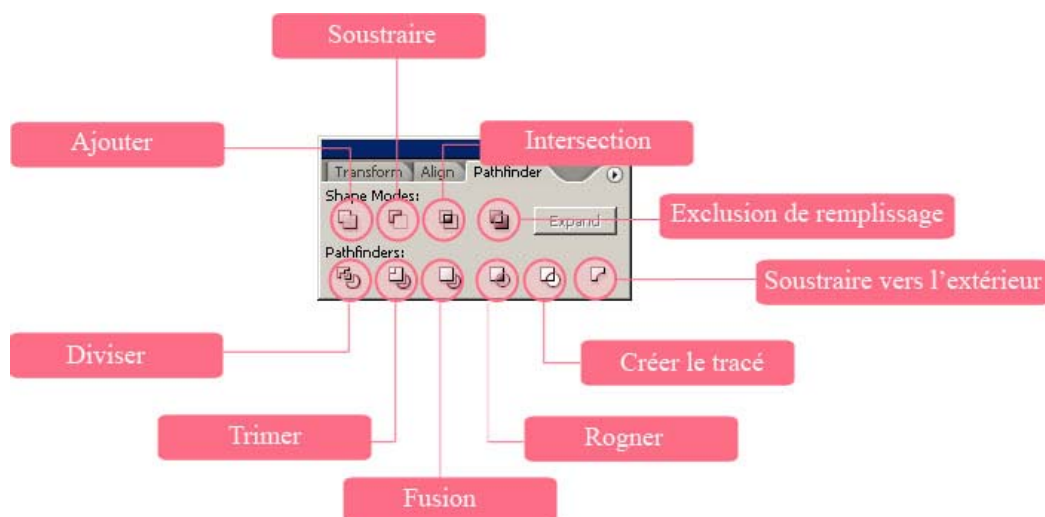 Soustraire
Ajouter
Intersection
Transform Align Pathfinder
Shape Modes:
Expand
Exclusion de remplissage
Pathfinders:
Soustraire vers l'extérieur
Diviser
Créer le tracé
Trimer
Rogner
Fusion